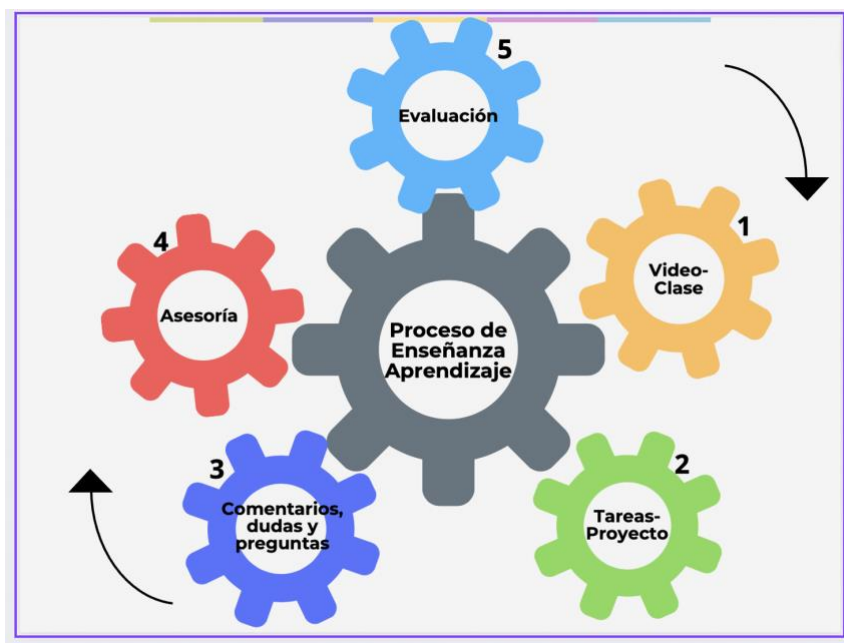 5
Evaluación
1
Video-
Clase
2
Tareas-
Proyecto
3
Comentarios,
dudas y
preguntas
4
Asesoría
Proceso de
Enseñanza
Aprendizaje